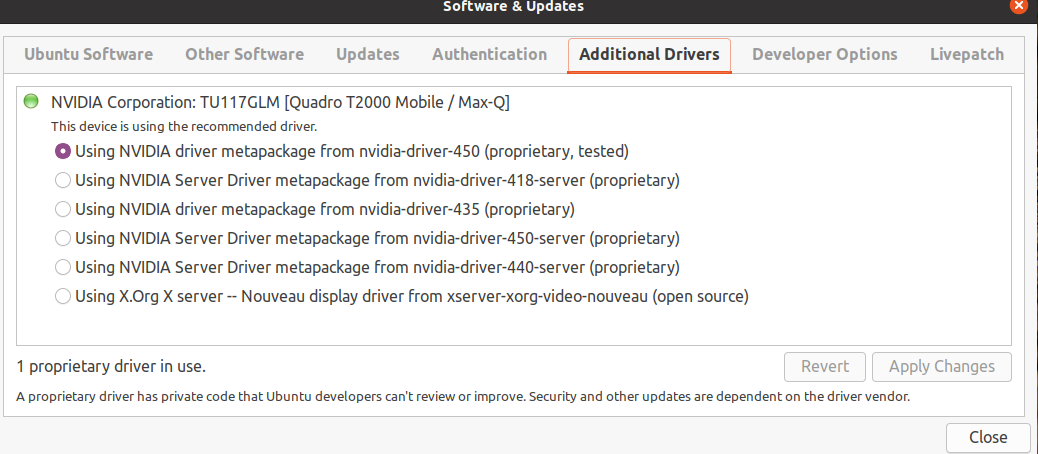 Software & Updates
Ubuntu Software Other Software Updates Authentication Additional Drivers Developer Options Livepatch
NVIDIA Corporation: TU117GLM [Quadro T2000 Mobile / Max-Q]
This device is using the recommended driver.
Using NVIDIA driver metapackage from nvidia-driver-450 (proprietary, tested)
Using NVIDIA Server Driver metapackage from nvidia-driver-418-server (proprietary)
Using NVIDIA driver metapackage from nvidia-driver-435 (proprietary)
Using NVIDIA Server Driver metapackage from nvidia-driver-450-server (proprietary)
Using NVIDIA Server Driver metapackage from nvidia-driver-440-server (proprietary)
Using X.Org X server -- Nouveau display driver from xserver-xorg-video-nouveau (open source)
1 proprietary driver in use.
Revert Apply Changes
A proprietary driver has private code that Ubuntu developers can't review or improve. Security and other updates are dependent on the driver vendor.
Close